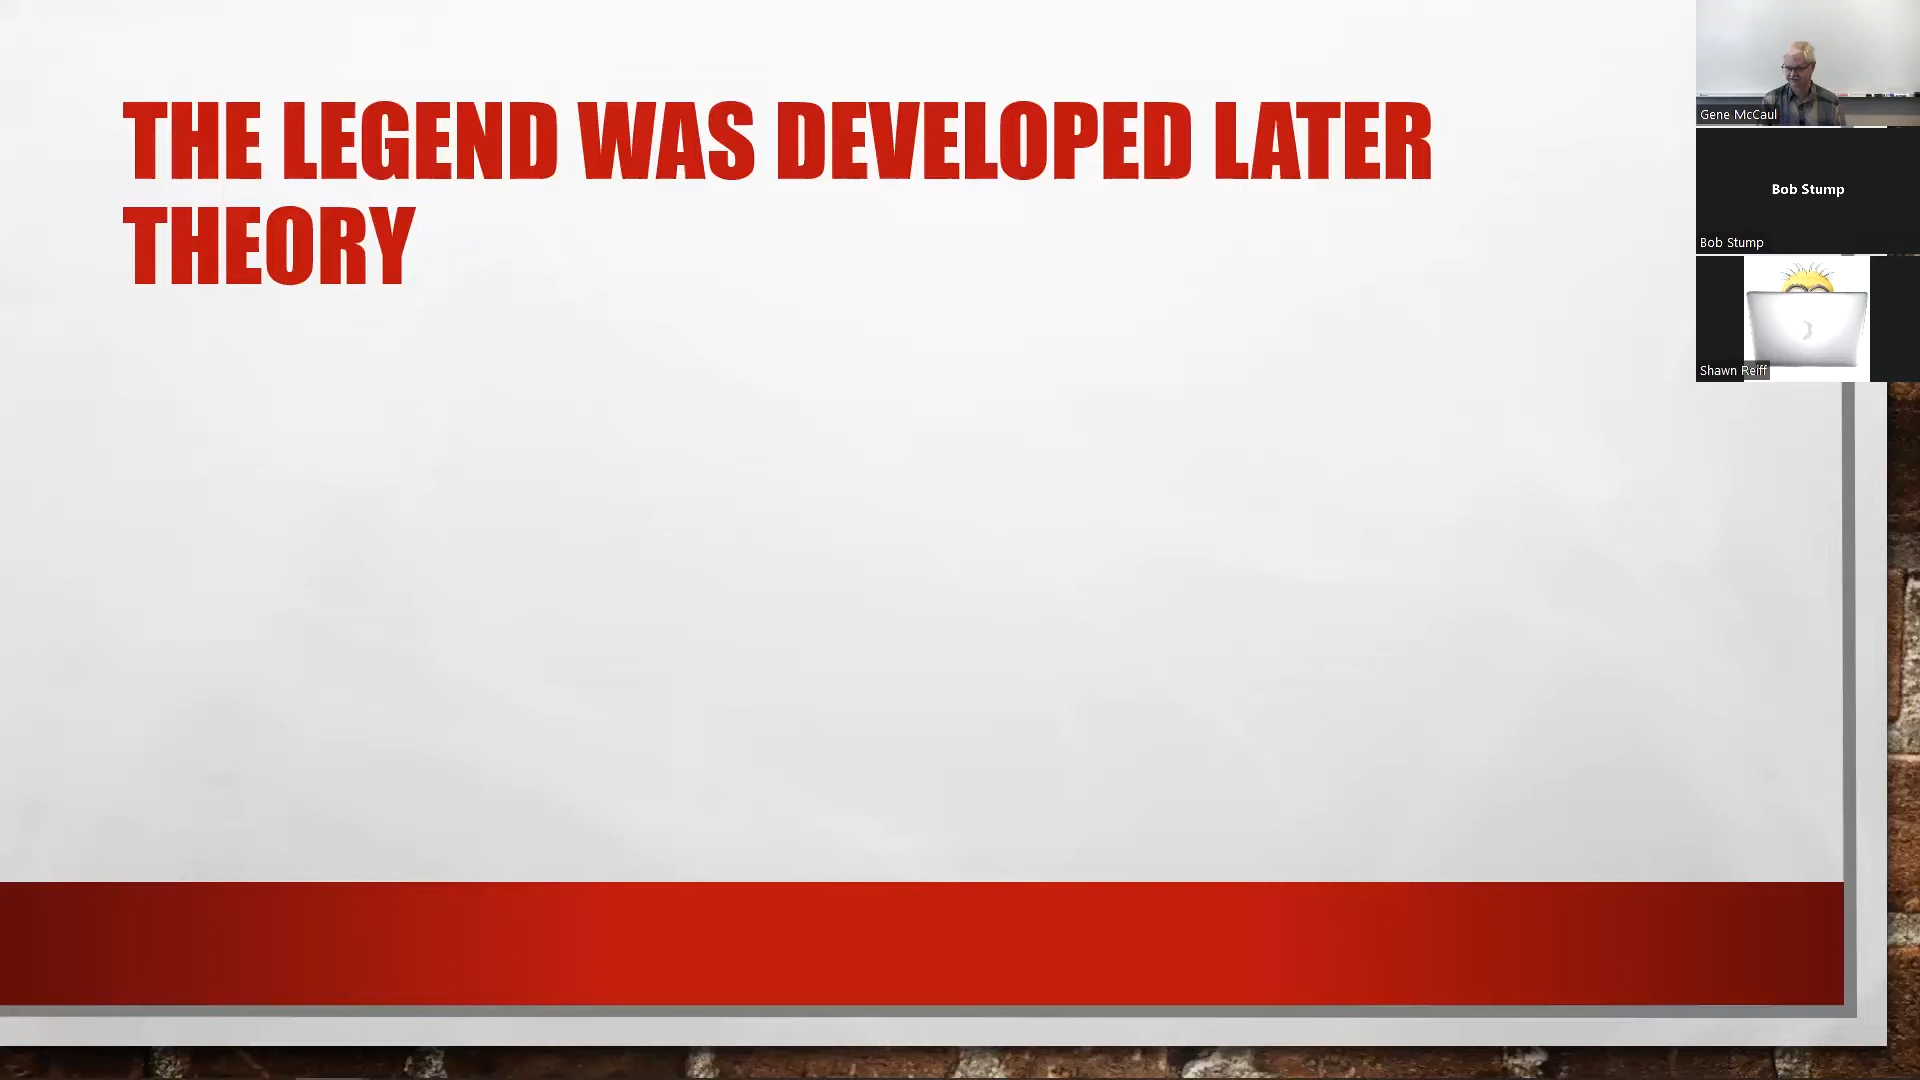 THE LEGEND WAS DEVELOPED LATER
THEORY
Gene McCaul
Bob Stump
Bob Stump
Shawn Reiff